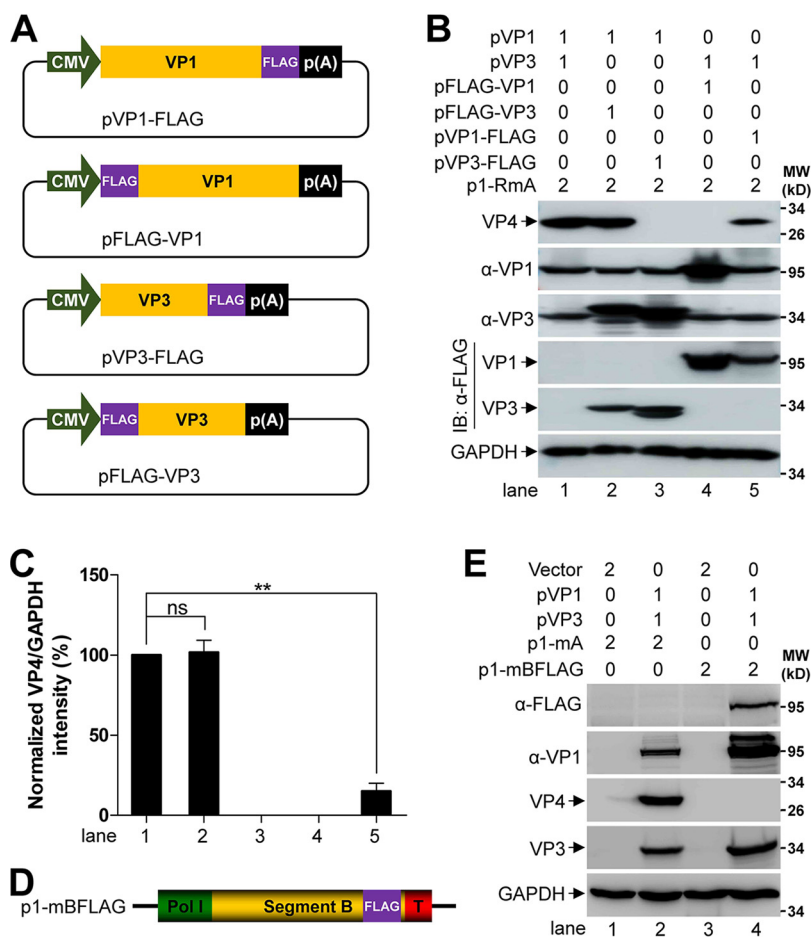 A
CMV VP1 FLAG p(A)
pVP1-FLAG
CMV FLAG VP1 p(A)
pFLAG-VP1
CMV VP3 FLAG p(A)
pVP3-FLAG
CMV FLAG VP3 p(A)
pFLAG-VP3
B
pVP1 1 1 1 0 0
pVP3 1 0 0 1 1
pFLAG-VP1 0 0 0 1 0
pFLAG-VP3 0 1 0 0 0
pVP1-FLAG 0 0 0 0 1
pVP3-FLAG 0 0 1 0 0
p1-RmA 2 2 2 2 2
MW
(kD)
VP4 34
26
α-VP1 95
α-VP3 34
IB: α-FLAG
VP1 95
VP3 34
GAPDH 34
lane 1 2 3 4 5
C
Normalized VP4/GAPDH
intensity (%)
150
100
50
0
ns
**
lane 1 2 3 4 5
D
p1-mBFLAG Pol I Segment B FLAG T
E
Vector 2 0 2 0
pVP1 0 1 0 1
pVP3 0 1 0 1
p1-mA 2 2 0 0
p1-mBFLAG 0 0 2 2
MW
(kD)
α-FLAG 95
α-VP1 95
VP4 34
26
VP3 34
GAPDH 34
lane 1 2 3 4